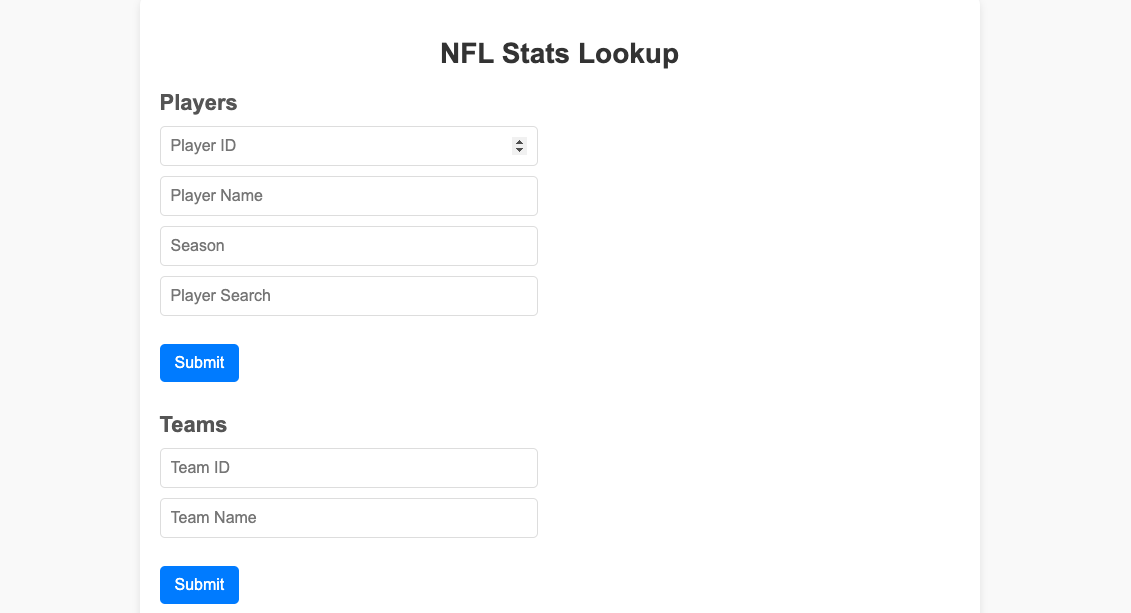 NFL Stats Lookup
Players
Player ID
Player Name
Season
Player Search
Submit
Teams
Team ID
Team Name
Submit